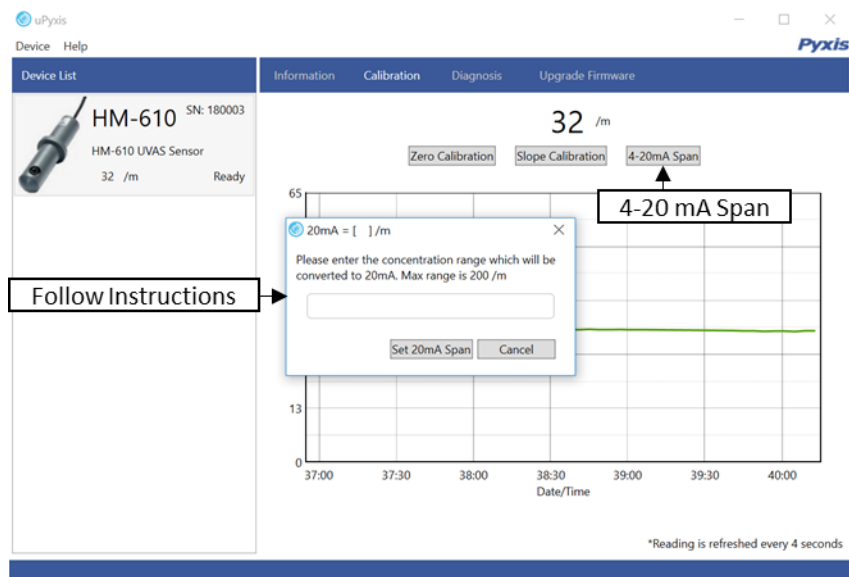 uPyxis
Device Help
Pyxis
Device List
Information Calibration Diagnosis Upgrade Firmware
HM-610 SN: 180003
HM-610 UVAS Sensor
32 /m Ready
32 /m
Zero Calibration Slope Calibration 4-20mA Span
4-20 mA Span
65
20mA = [ ] /m
Please enter the concentration range which will be
converted to 20mA. Max range is 200 /m
Follow Instructions
Set 20mA Span Cancel
13
0
37:00 37:30 38:00 38:30 39:00 39:30 40:00
Date/Time
*Reading is refreshed every 4 seconds